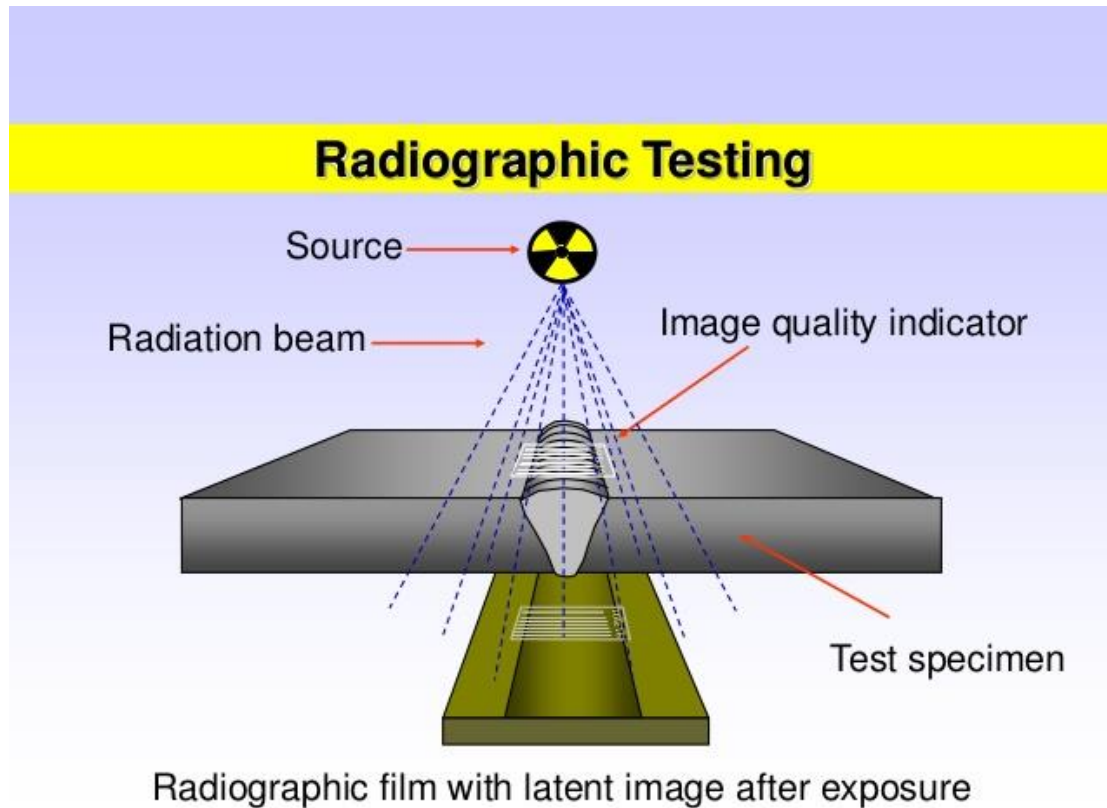 Radiographic Testing
Source
Radiation beam
Image quality indicator
Test specimen
Radiographic film with latent image after exposure